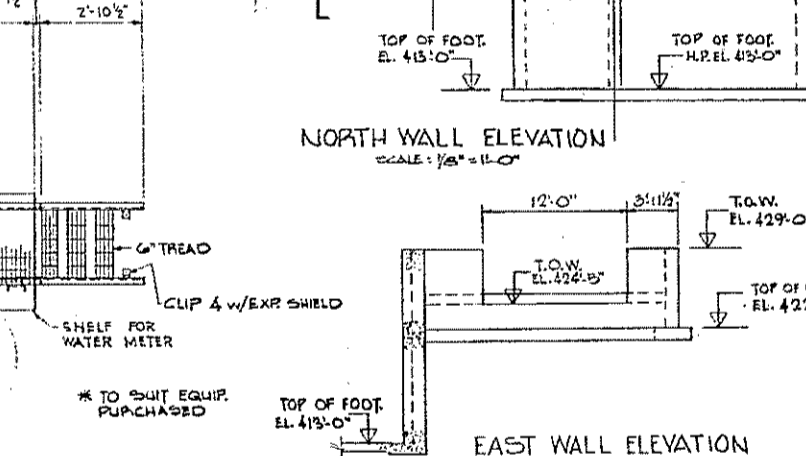 2'-10½"
TOP OF FOOT.
EL. 413'-0"
TOP OF FOOT.
H.P. EL. 413'-0"
NORTH WALL ELEVATION
SCALE: 1/8" = 1'-0"
6" TREAD
CLIP 4 w/EXP. SHIELD
SHELF FOR
WATER METER
* TO SUIT EQUIP.
PURCHASED
12'-0"
3'-11½"
T.O.W.
EL. 429'-0
T.O.W.
EL. 424'-5"
TOP OF
EL. 422
TOP OF FOOT.
EL. 413'-0"
EAST WALL ELEVATION